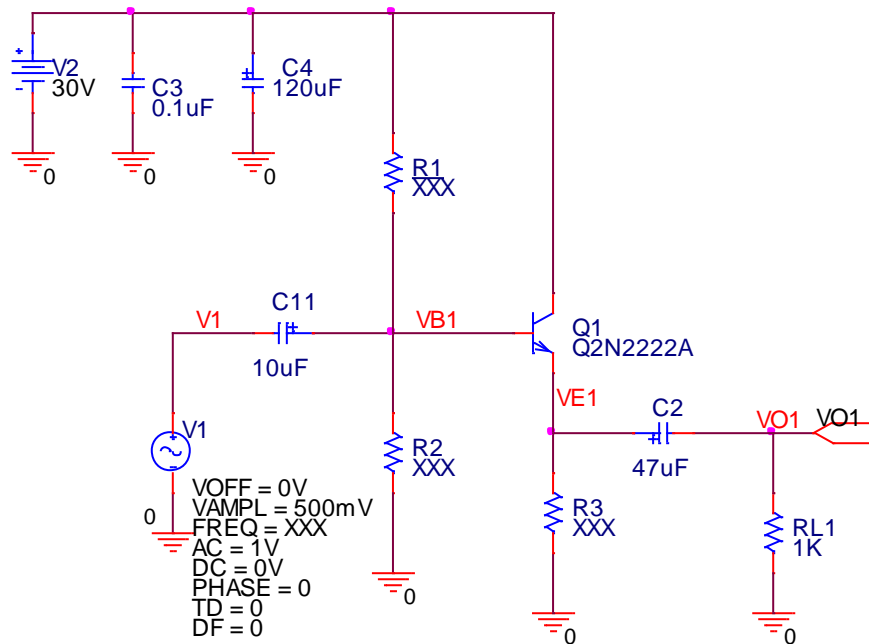 V2
30V
C3
0.1uF
C4
120uF
0
0
0
R1
XXX
C11
10uF
V1
VB1
Q1
Q2N2222A
VE1
C2
47uF
VO1
VO1
V1
VOFF = 0V
VAMPL = 500mV
FREQ = XXX
AC = 1V
DC = 0V
PHASE = 0
TD = 0
DF = 0
0
R2
XXX
0
R3
XXX
0
RL1
1K
0